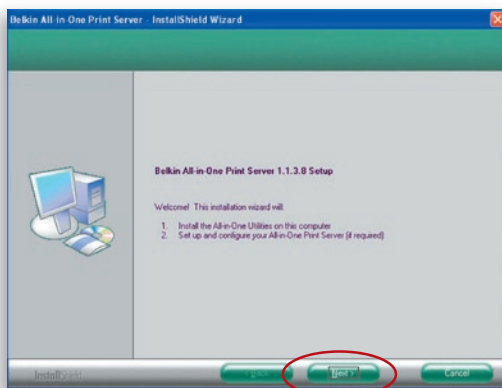 Belkin All-in-One Print Server - InstallShield Wizard
Belkin All-in-One Print Server 1.1.3.8 Setup
Welcome! This installation wizard will:
1. Install the All-in-One Utilities on this computer
2. Set up and configure your All-in-One Print Server (if required)
InstallShield
< Back
Next >
Cancel